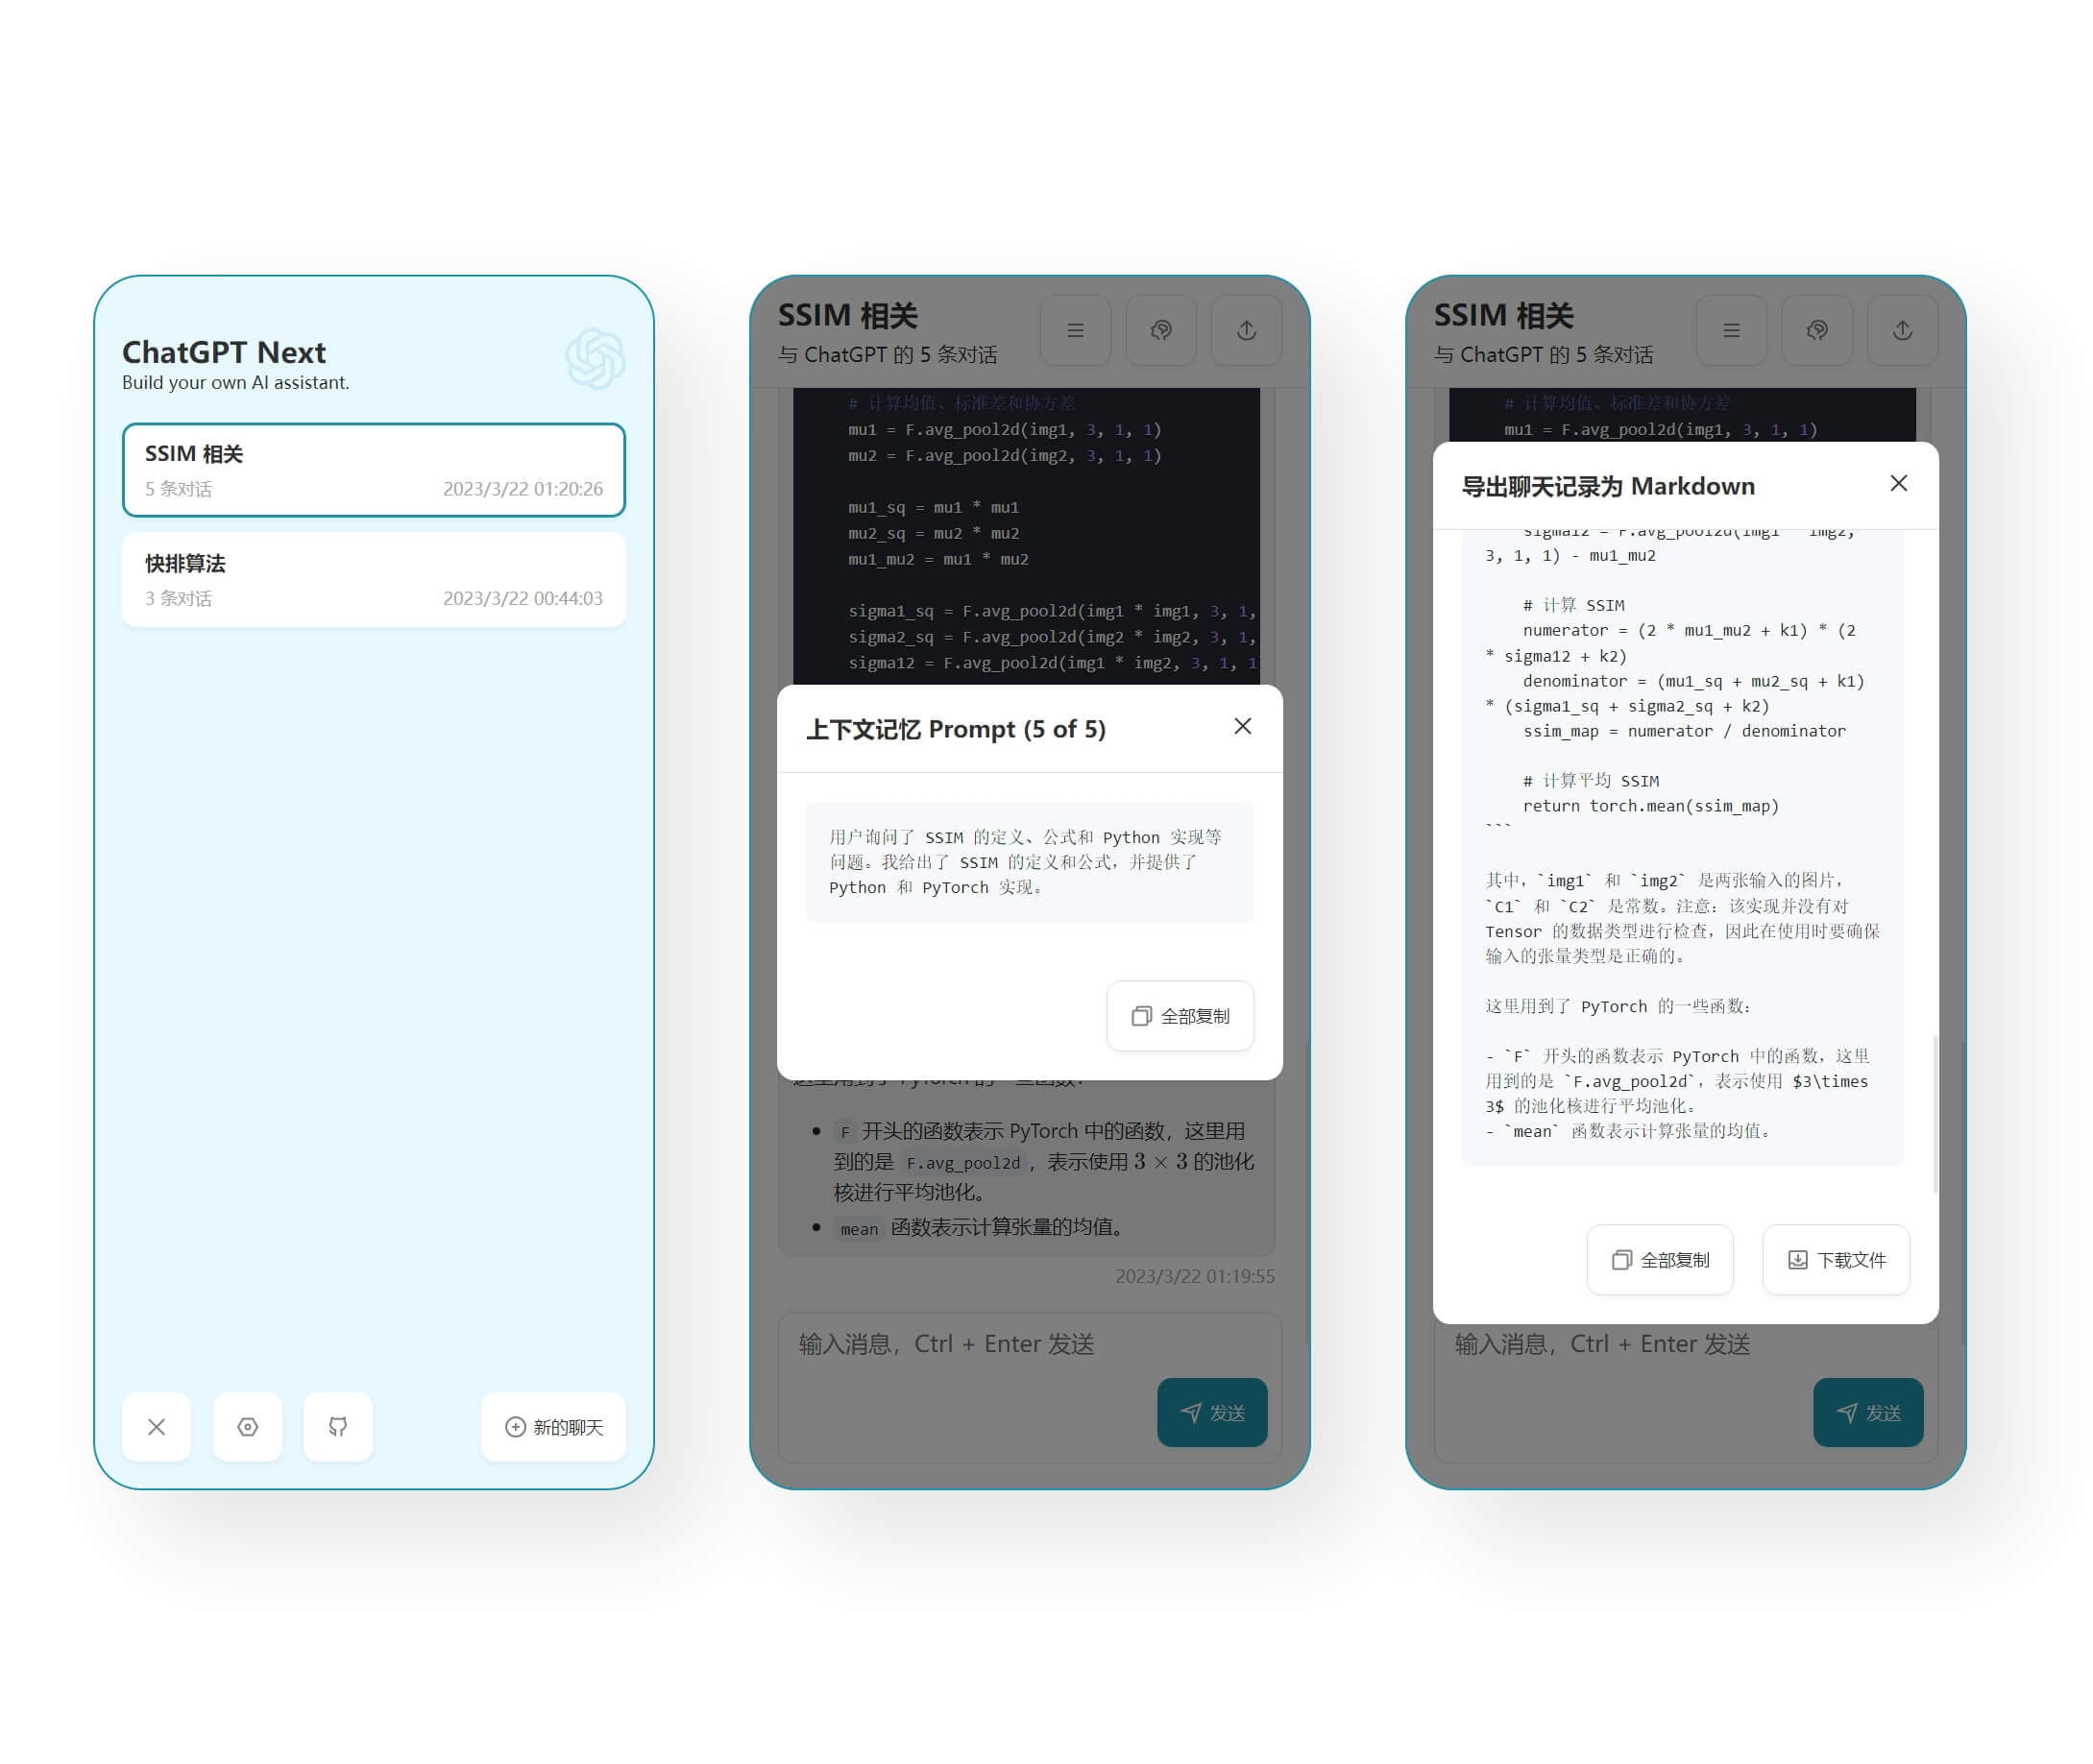 ChatGPT Next
Build your own AI assistant.
SSIM 相关
5 条对话 2023/3/22 01:20:26
快排算法
3 条对话 2023/3/22 00:44:03
新的聊天
SSIM 相关
与 ChatGPT 的 5 条对话
# 计算均值、标准差和协方差
mu1 = F.avg_pool2d(img1, 3, 1, 1)
mu2 = F.avg_pool2d(img2, 3, 1, 1)
mu1_sq = mu1 * mu1
mu2_sq = mu2 * mu2
mu1_mu2 = mu1 * mu2
sigma1_sq = F.avg_pool2d(img1 * img1, 3, 1,
sigma2_sq = F.avg_pool2d(img2 * img2, 3, 1,
sigma12 = F.avg_pool2d(img1 * img2, 3, 1, 1
上下文记忆 Prompt (5 of 5)
用户询问了 SSIM 的定义、公式和 Python 实现等
问题。我给出了 SSIM 的定义和公式，并提供了
Python 和 PyTorch 实现。
全部复制
这里用到了 PyTorch 的一些函数：
F 开头的函数表示 PyTorch 中的函数，这里用
到的是 F.avg_pool2d，表示使用 3 × 3 的池化
核进行平均池化。
mean 函数表示计算张量的均值。
2023/3/22 01:19:55
输入消息，Ctrl + Enter 发送
发送
SSIM 相关
与 ChatGPT 的 5 条对话
# 计算均值、标准差和协方差
mu1 = F.avg_pool2d(img1, 3, 1, 1)
导出聊天记录为 Markdown
sigma12 = F.avg_pool2d(img1 * img2,
3, 1, 1) - mu1_mu2
# 计算 SSIM
numerator = (2 * mu1_mu2 + k1) * (2
* sigma12 + k2)
denominator = (mu1_sq + mu2_sq + k1)
* (sigma1_sq + sigma2_sq + k2)
ssim_map = numerator / denominator
# 计算平均 SSIM
return torch.mean(ssim_map)
```
其中，`img1` 和 `img2` 是两张输入的图片，
`C1` 和 `C2` 是常数。注意：该实现并没有对
Tensor 的数据类型进行检查，因此在使用时要确保
输入的张量类型是正确的。
这里用到了 PyTorch 的一些函数：
- `F` 开头的函数表示 PyTorch 中的函数，这里
用到的是 `F.avg_pool2d`，表示使用 $3\times
3$ 的池化核进行平均池化。
- `mean` 函数表示计算张量的均值。
全部复制
下载文件
输入消息，Ctrl + Enter 发送
发送